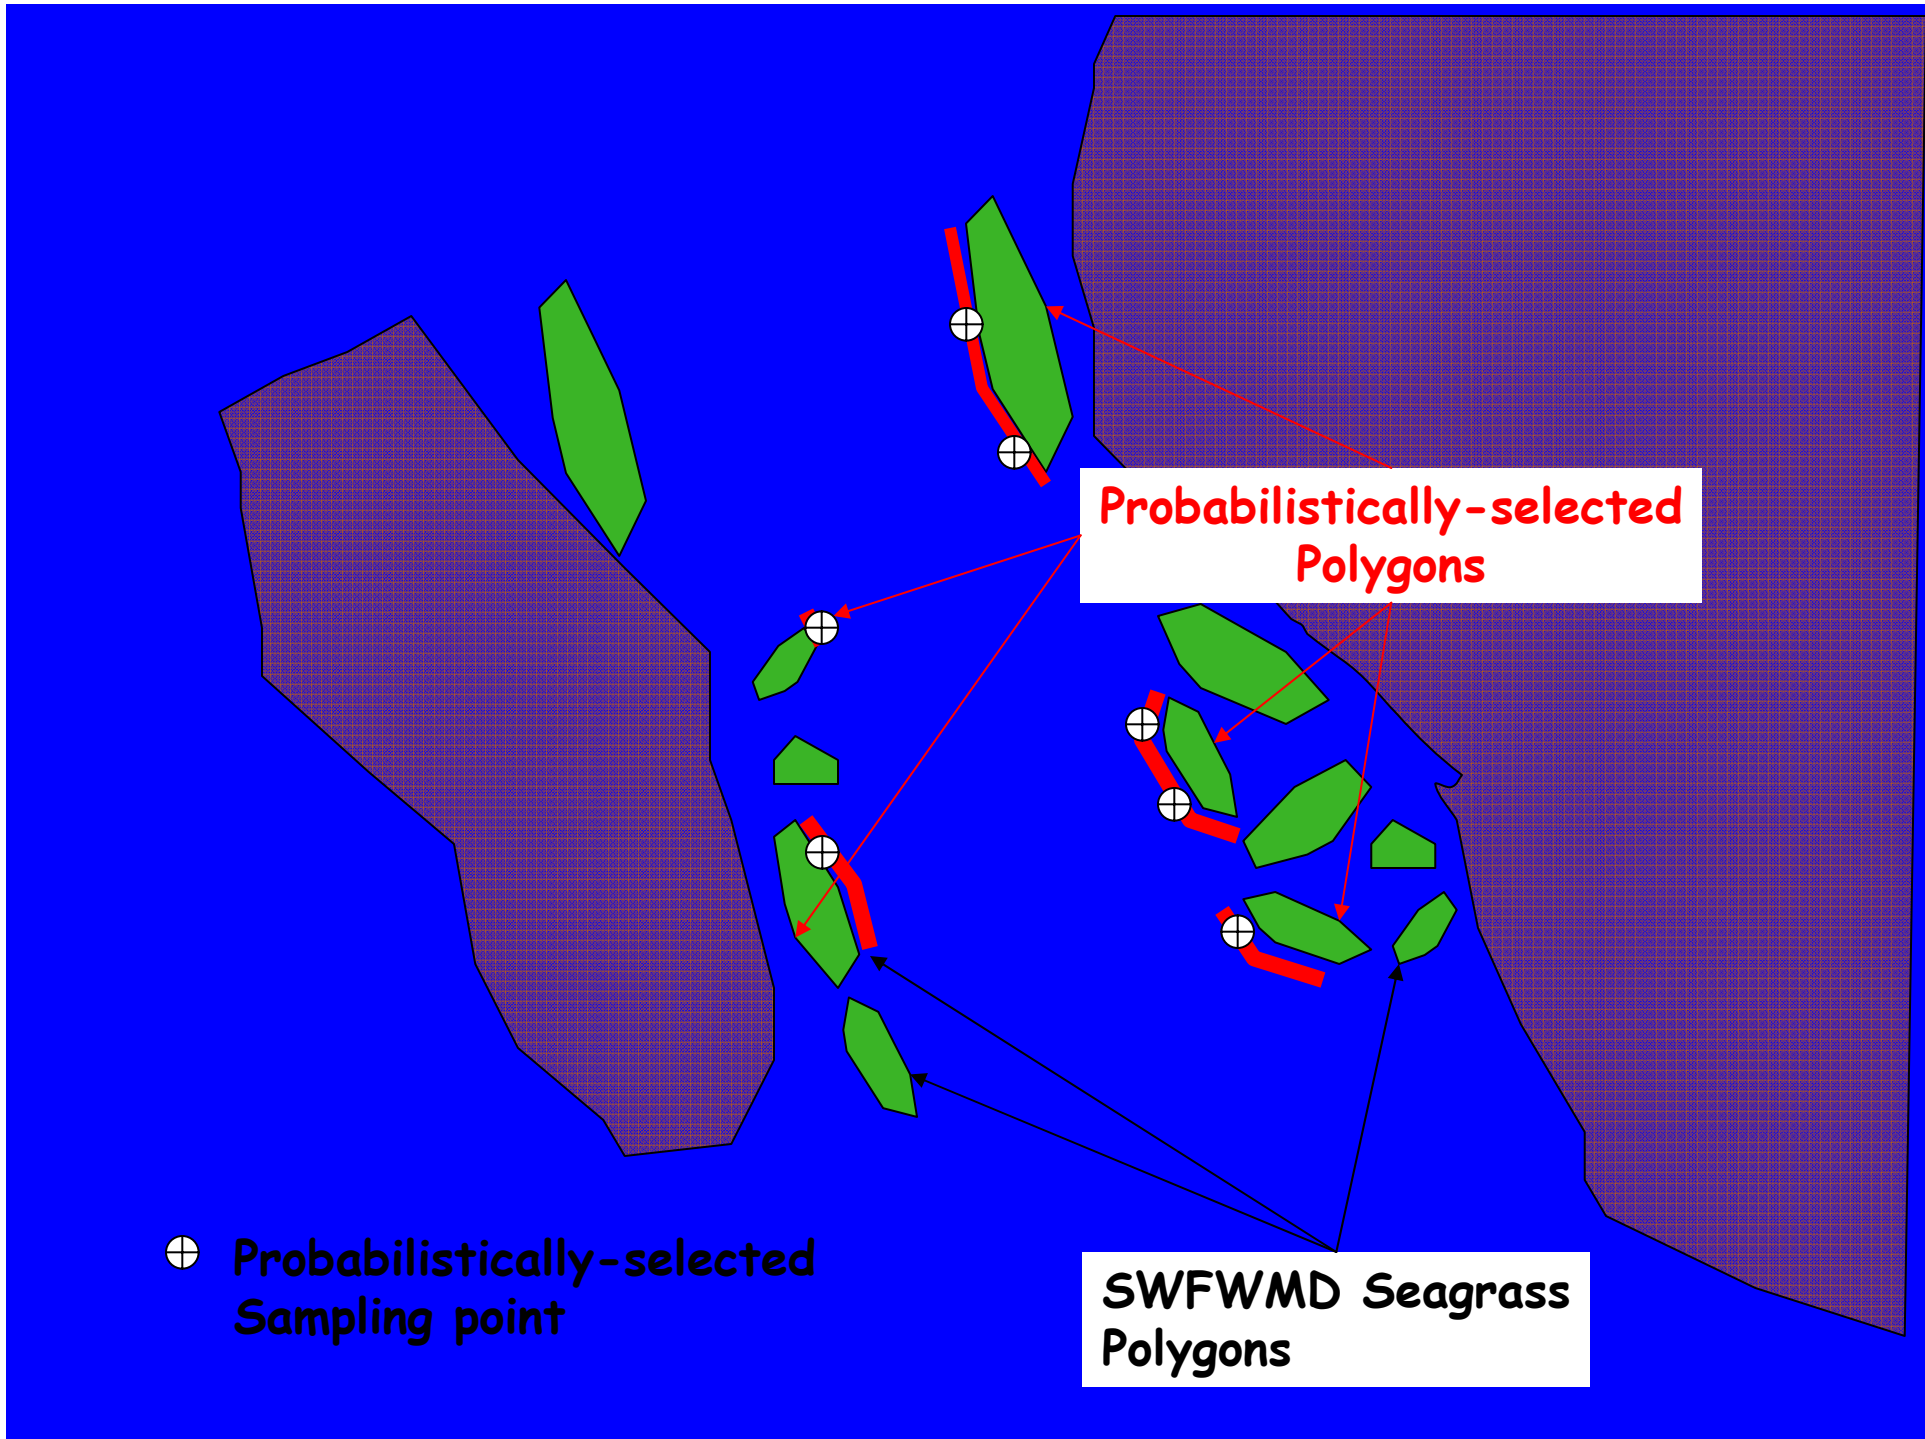 Probabilistically-selected
Polygons
Probabilistically-selected
Sampling point
SWFWMD Seagrass
Polygons